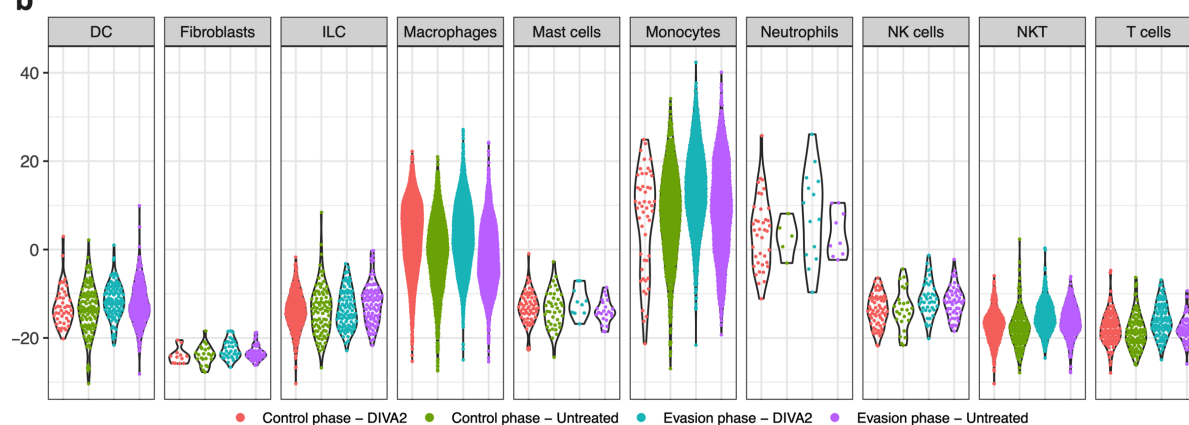 b
DC Fibroblasts ILC Macrophages Mast cells Monocytes Neutrophils NK cells NKT T cells
40
20
0
−20
Control phase − DIVA2 Control phase − Untreated Evasion phase − DIVA2 Evasion phase − Untreated